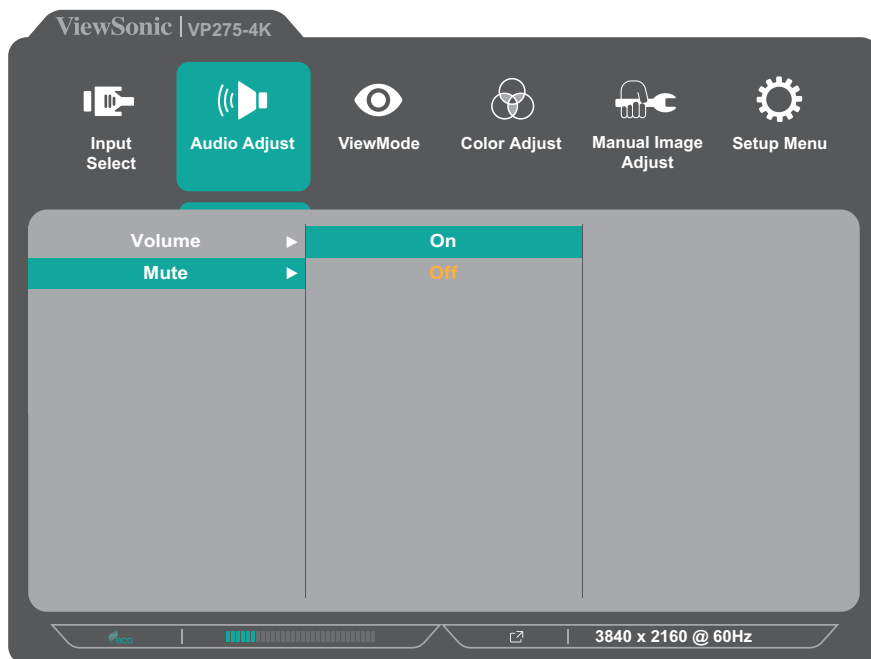 ViewSonic | VP275-4K
Input Select
Audio Adjust
ViewMode
Color Adjust
Manual Image Adjust
Setup Menu
Volume
On
Mute
Off
eco
3840 x 2160 @ 60Hz